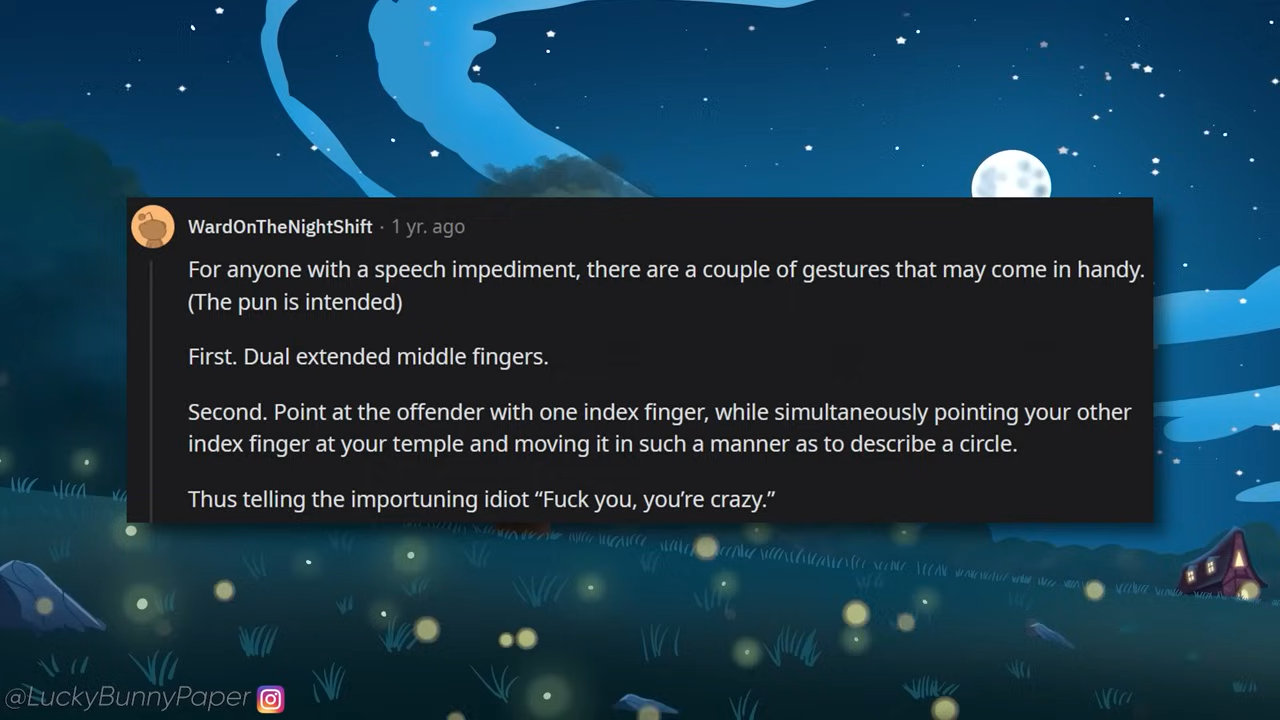 WardOnTheNightShift · 1 yr. ago
For anyone with a speech impediment, there are a couple of gestures that may come in handy.
(The pun is intended)
First. Dual extended middle fingers.
Second. Point at the offender with one index finger, while simultaneously pointing your other
index finger at your temple and moving it in such a manner as to describe a circle.
Thus telling the importuning idiot “Fuck you, you’re crazy.”
@LuckyBunnyPaper